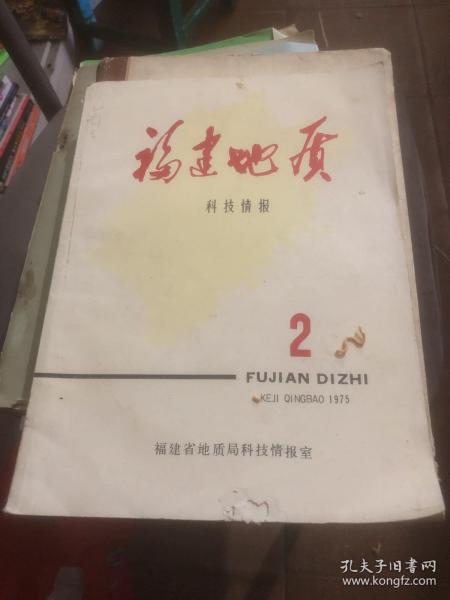 福建地质
科技情报
2
FUJIAN DIZHI
KEJI QINGBAO 1975
福建省地质局科技情报室
孔夫子旧书网
www.kongfz.com